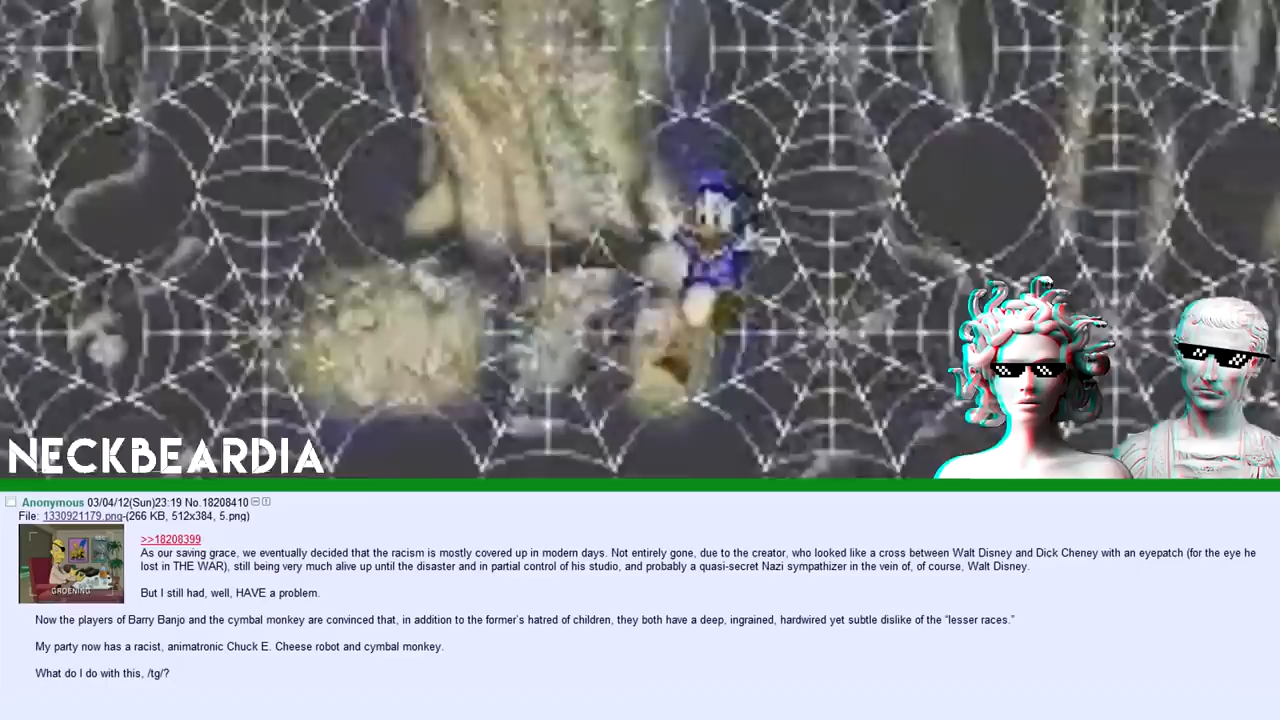 NECKBEARDIA
Anonymous 03/04/12(Sun)23:19 No.18208410
File: 1330921179.png-(266 KB, 512x384, 5.png)
>>18208399
As our saving grace, we eventually decided that the racism is mostly covered up in modern days. Not entirely gone, due to the creator, who looked like a cross between Walt Disney and Dick Cheney with an eyepatch (for the eye he
lost in THE WAR), still being very much alive up until the disaster and in partial control of his studio, and probably a quasi-secret Nazi sympathizer in the vein of, of course, Walt Disney.
GROENING
But I still had, well, HAVE a problem.
Now the players of Barry Banjo and the cymbal monkey are convinced that, in addition to the former's hatred of children, they both have a deep, ingrained, hardwired yet subtle dislike of the “lesser races.”
My party now has a racist, animatronic Chuck E. Cheese robot and cymbal monkey.
What do I do with this, /tg/?